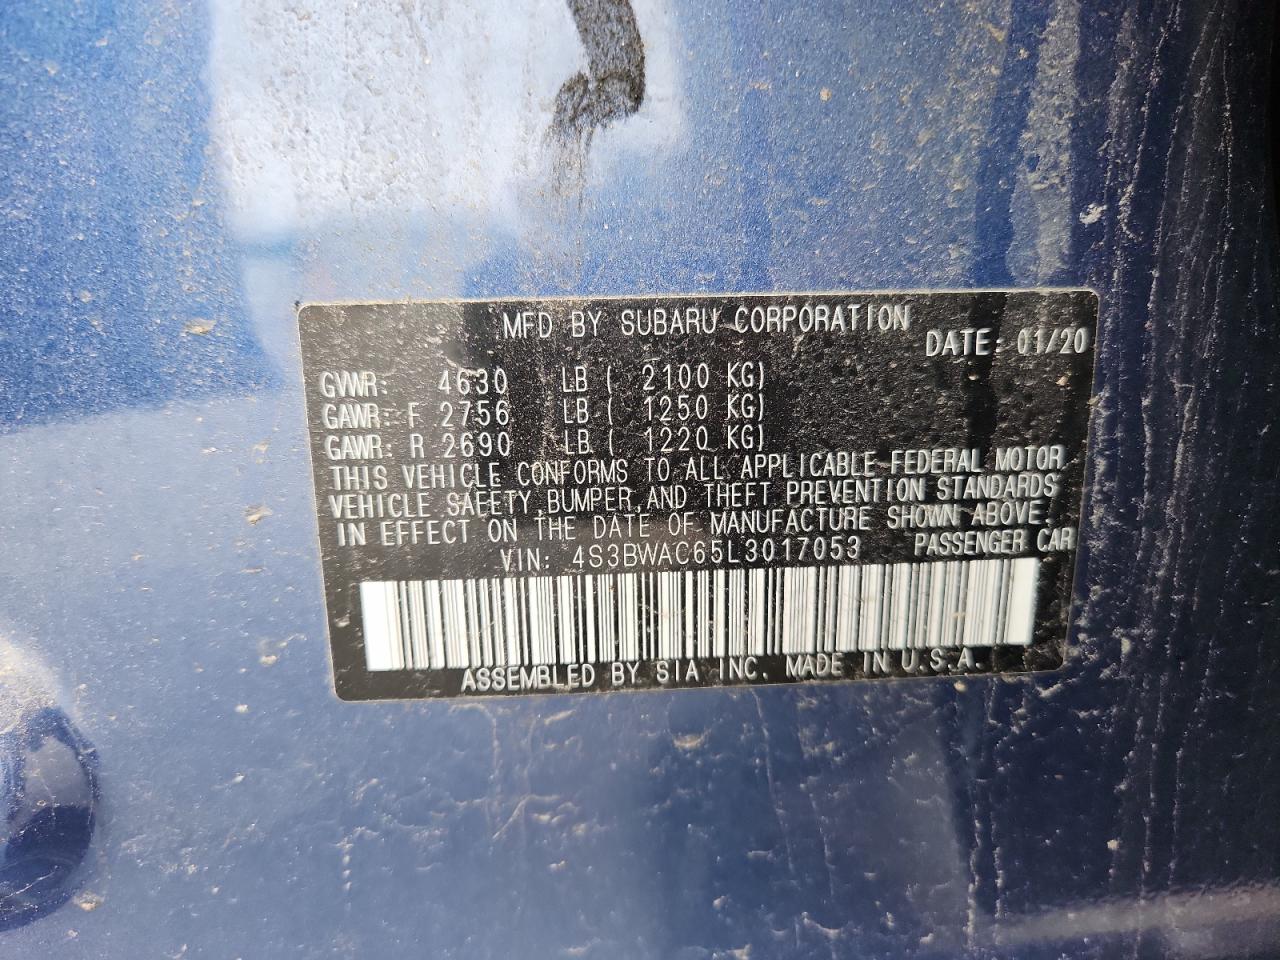 MFD BY SUBARU CORPORATION
DATE: 01/20
GVWR: 4630 LB ( 2100 KG)
GAWR: F 2756 LB ( 1250 KG)
GAWR: R 2690 LB ( 1220 KG)
THIS VEHICLE CONFORMS TO ALL APPLICABLE FEDERAL MOTOR
VEHICLE SAFETY,BUMPER,AND THEFT PREVENTION STANDARDS
IN EFFECT ON THE DATE OF MANUFACTURE SHOWN ABOVE.
VIN: 4S3BWAC65L3017053 PASSENGER CAR
ASSEMBLED BY SIA INC. MADE IN U.S.A.